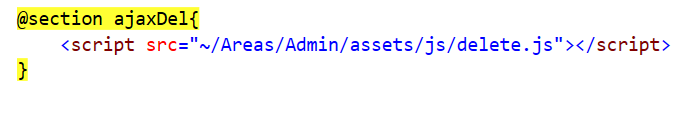 @section ajaxDel{
    <script src="~/Areas/Admin/assets/js/delete.js"></script>
}